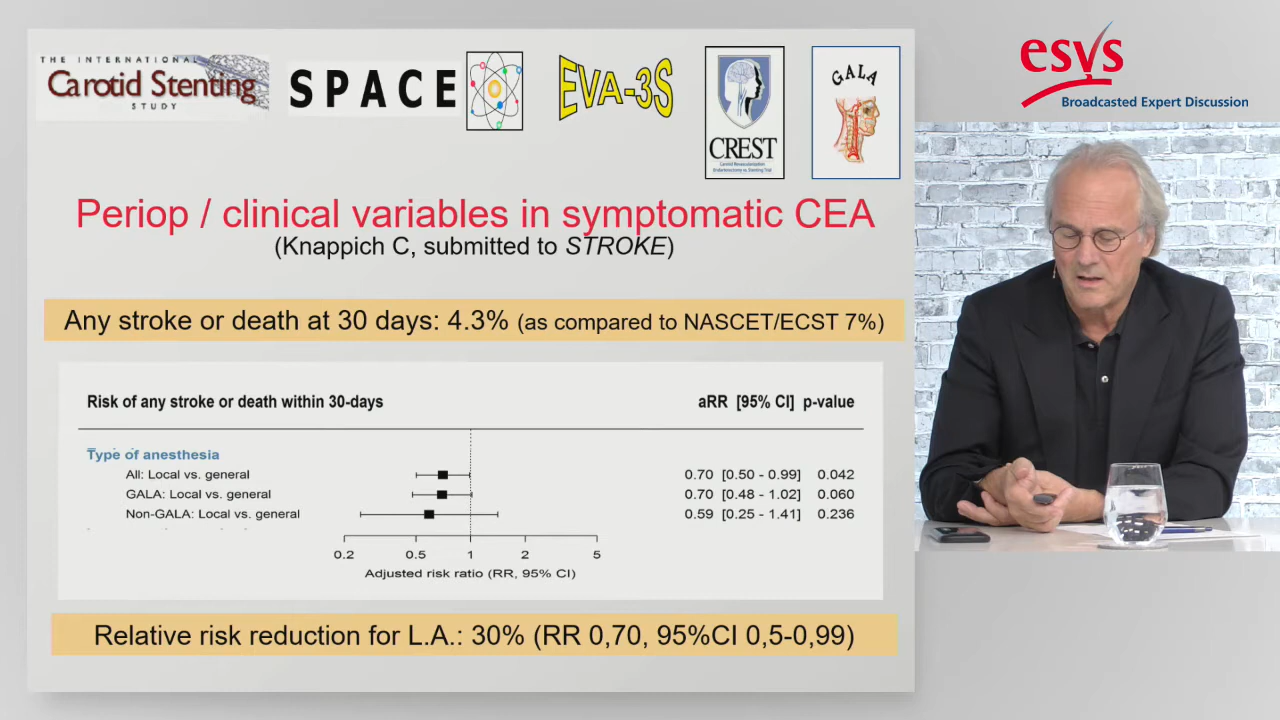 THE INTERNATIONAL
Carotid Stenting
STUDY
SPACE
EVA-3S
CREST
Carotid Revascularization
Endarterectomy vs. Stenting Trial
GALA
esvs
Broadcasted Expert Discussion
Periop / clinical variables in symptomatic CEA
(Knappich C, submitted to STROKE)
Any stroke or death at 30 days: 4.3% (as compared to NASCET/ECST 7%)
Risk of any stroke or death within 30-days aRR [95% CI] p-value
Type of anesthesia
All: Local vs. general 0.70 [0.50 - 0.99] 0.042
GALA: Local vs. general 0.70 [0.48 - 1.02] 0.060
Non-GALA: Local vs. general 0.59 [0.25 - 1.41] 0.236
0.2 0.5 1 2 5
Adjusted risk ratio (RR, 95% CI)
Relative risk reduction for L.A.: 30% (RR 0,70, 95%CI 0,5-0,99)